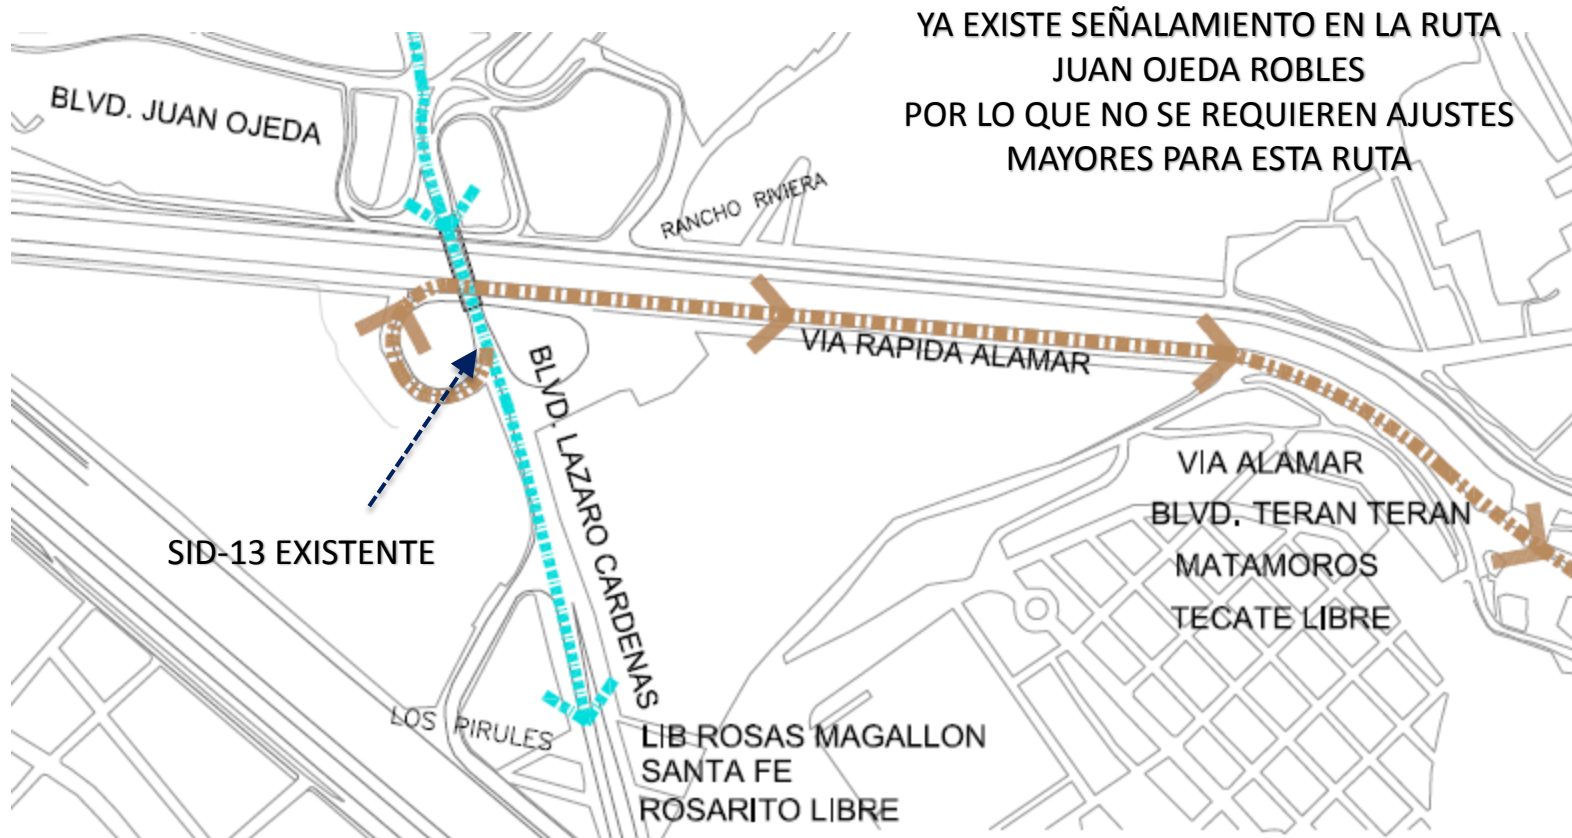 YA EXISTE SEÑALAMIENTO EN LA RUTA
JUAN OJEDA ROBLES
POR LO QUE NO SE REQUIEREN AJUSTES
MAYORES PARA ESTA RUTA
BLVD. JUAN OJEDA
RANCHO RIVIERA
VIA RAPIDA ALAMAR
BLVD. LAZARO CARDENAS
SID-13 EXISTENTE
VIA ALAMAR
BLVD. TERAN TERAN
MATAMOROS
TECATE LIBRE
LOS PIRULES
LIB ROSAS MAGALLON
SANTA FE
ROSARITO LIBRE